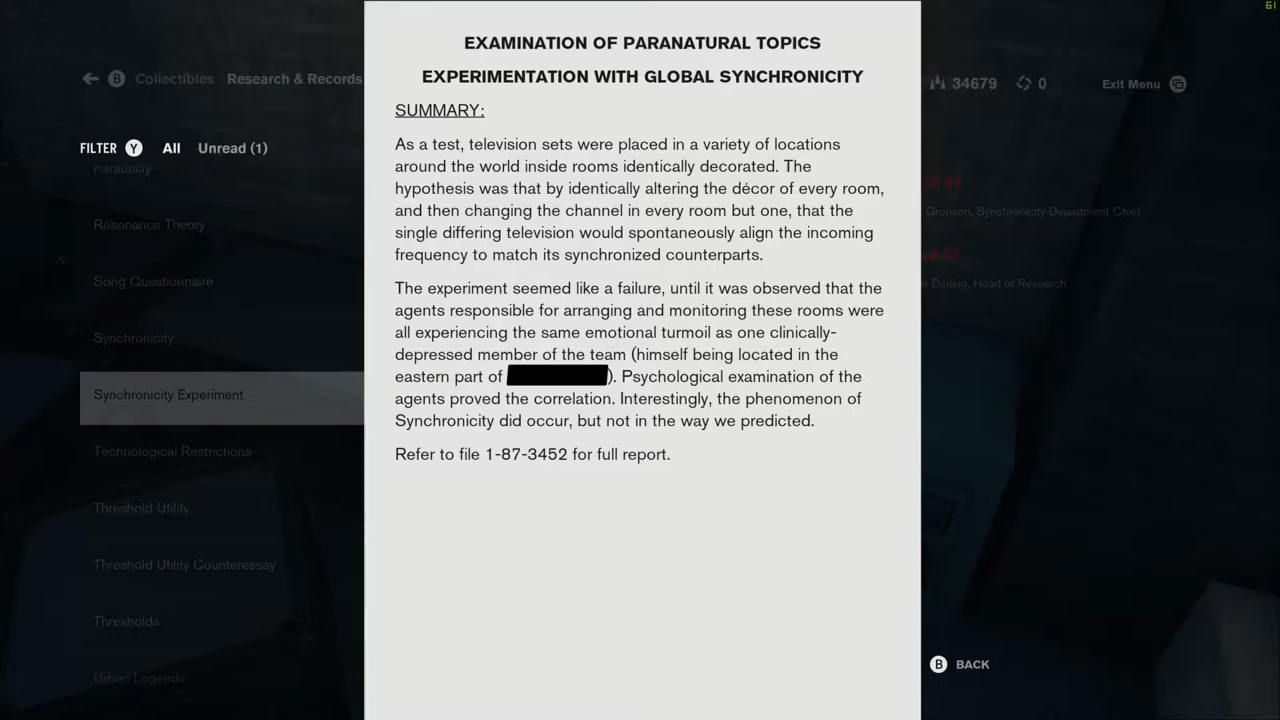 61
EXAMINATION OF PARANATURAL TOPICS
EXPERIMENTATION WITH GLOBAL SYNCHRONICITY
SUMMARY:
As a test, television sets were placed in a variety of locations
around the world inside rooms identically decorated. The
hypothesis was that by identically altering the décor of every room,
and then changing the channel in every room but one, that the
single differing television would spontaneously align the incoming
frequency to match its synchronized counterparts.
The experiment seemed like a failure, until it was observed that the
agents responsible for arranging and monitoring these rooms were
all experiencing the same emotional turmoil as one clinically-
depressed member of the team (himself being located in the
eastern part of ). Psychological examination of the
agents proved the correlation. Interestingly, the phenomenon of
Synchronicity did occur, but not in the way we predicted.
Refer to file 1-87-3452 for full report.
B Collectibles Research & Records
34679 0 Exit Menu
FILTER Y All Unread (1)
Parautility
Resonance Theory
Song Questionnaire
Synchronicity
Synchronicity Experiment
Technological Restrictions
Threshold Utility
Threshold Utility Counteressay
Thresholds
Urban Legends
Gronson, Synchronicity Department Chief
Darling, Head of Research
B BACK